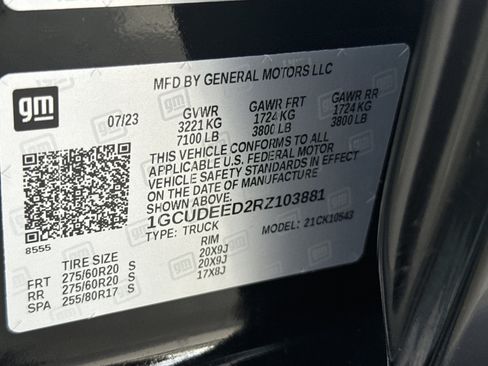 MFD BY GENERAL MOTORS LLC
gm
07/23 GVWR GAWR FRT GAWR RR
3221 KG 1724 KG 1724 KG
7100 LB 3800 LB 3800 LB
THIS VEHICLE CONFORMS TO ALL
APPLICABLE U.S. FEDERAL MOTOR
VEHICLE SAFETY STANDARDS IN EFFECT
ON THE DATE OF MANUFACTURE
SHOWN ABOVE.
1GCUDEED2RZ103881
8555 TYPE: TRUCK MODEL: 21CK10543
TIRE SIZE RIM
FRT 275/60R20 S 20X9J
RR 275/60R20 S 20X9J
SPA 255/80R17 S 17X8J